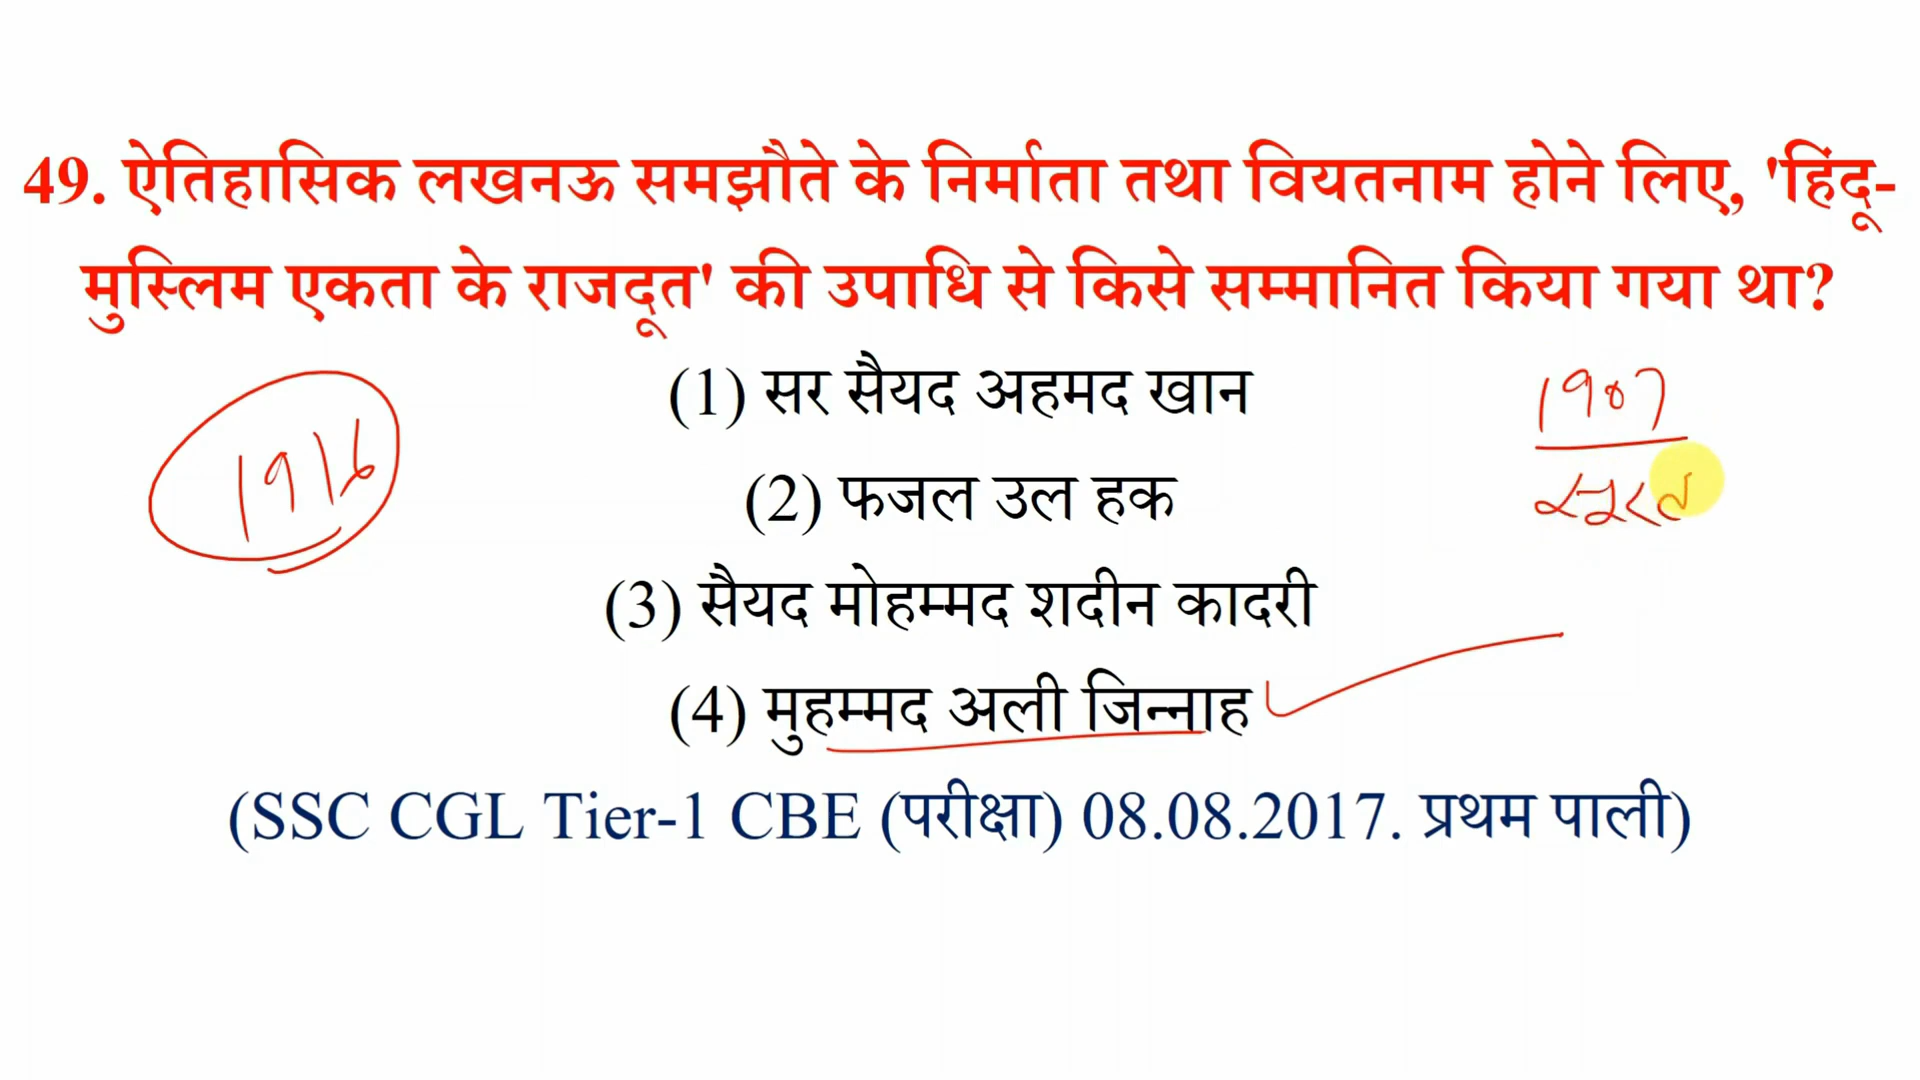 49. ऐतिहासिक लखनऊ समझौते के निर्माता तथा वियतनाम होने लिए, 'हिंदू-
मुस्लिम एकता के राजदूत' की उपाधि से किसे सम्मानित किया गया था?
(1) सर सैयद अहमद खान
1907
1916
(2) फजल उल हक
सूरत
(3) सैयद मोहम्मद शदीन कादरी
(4) मुहम्मद अली जिन्नाह
(SSC CGL Tier-1 CBE (परीक्षा) 08.08.2017. प्रथम पाली)